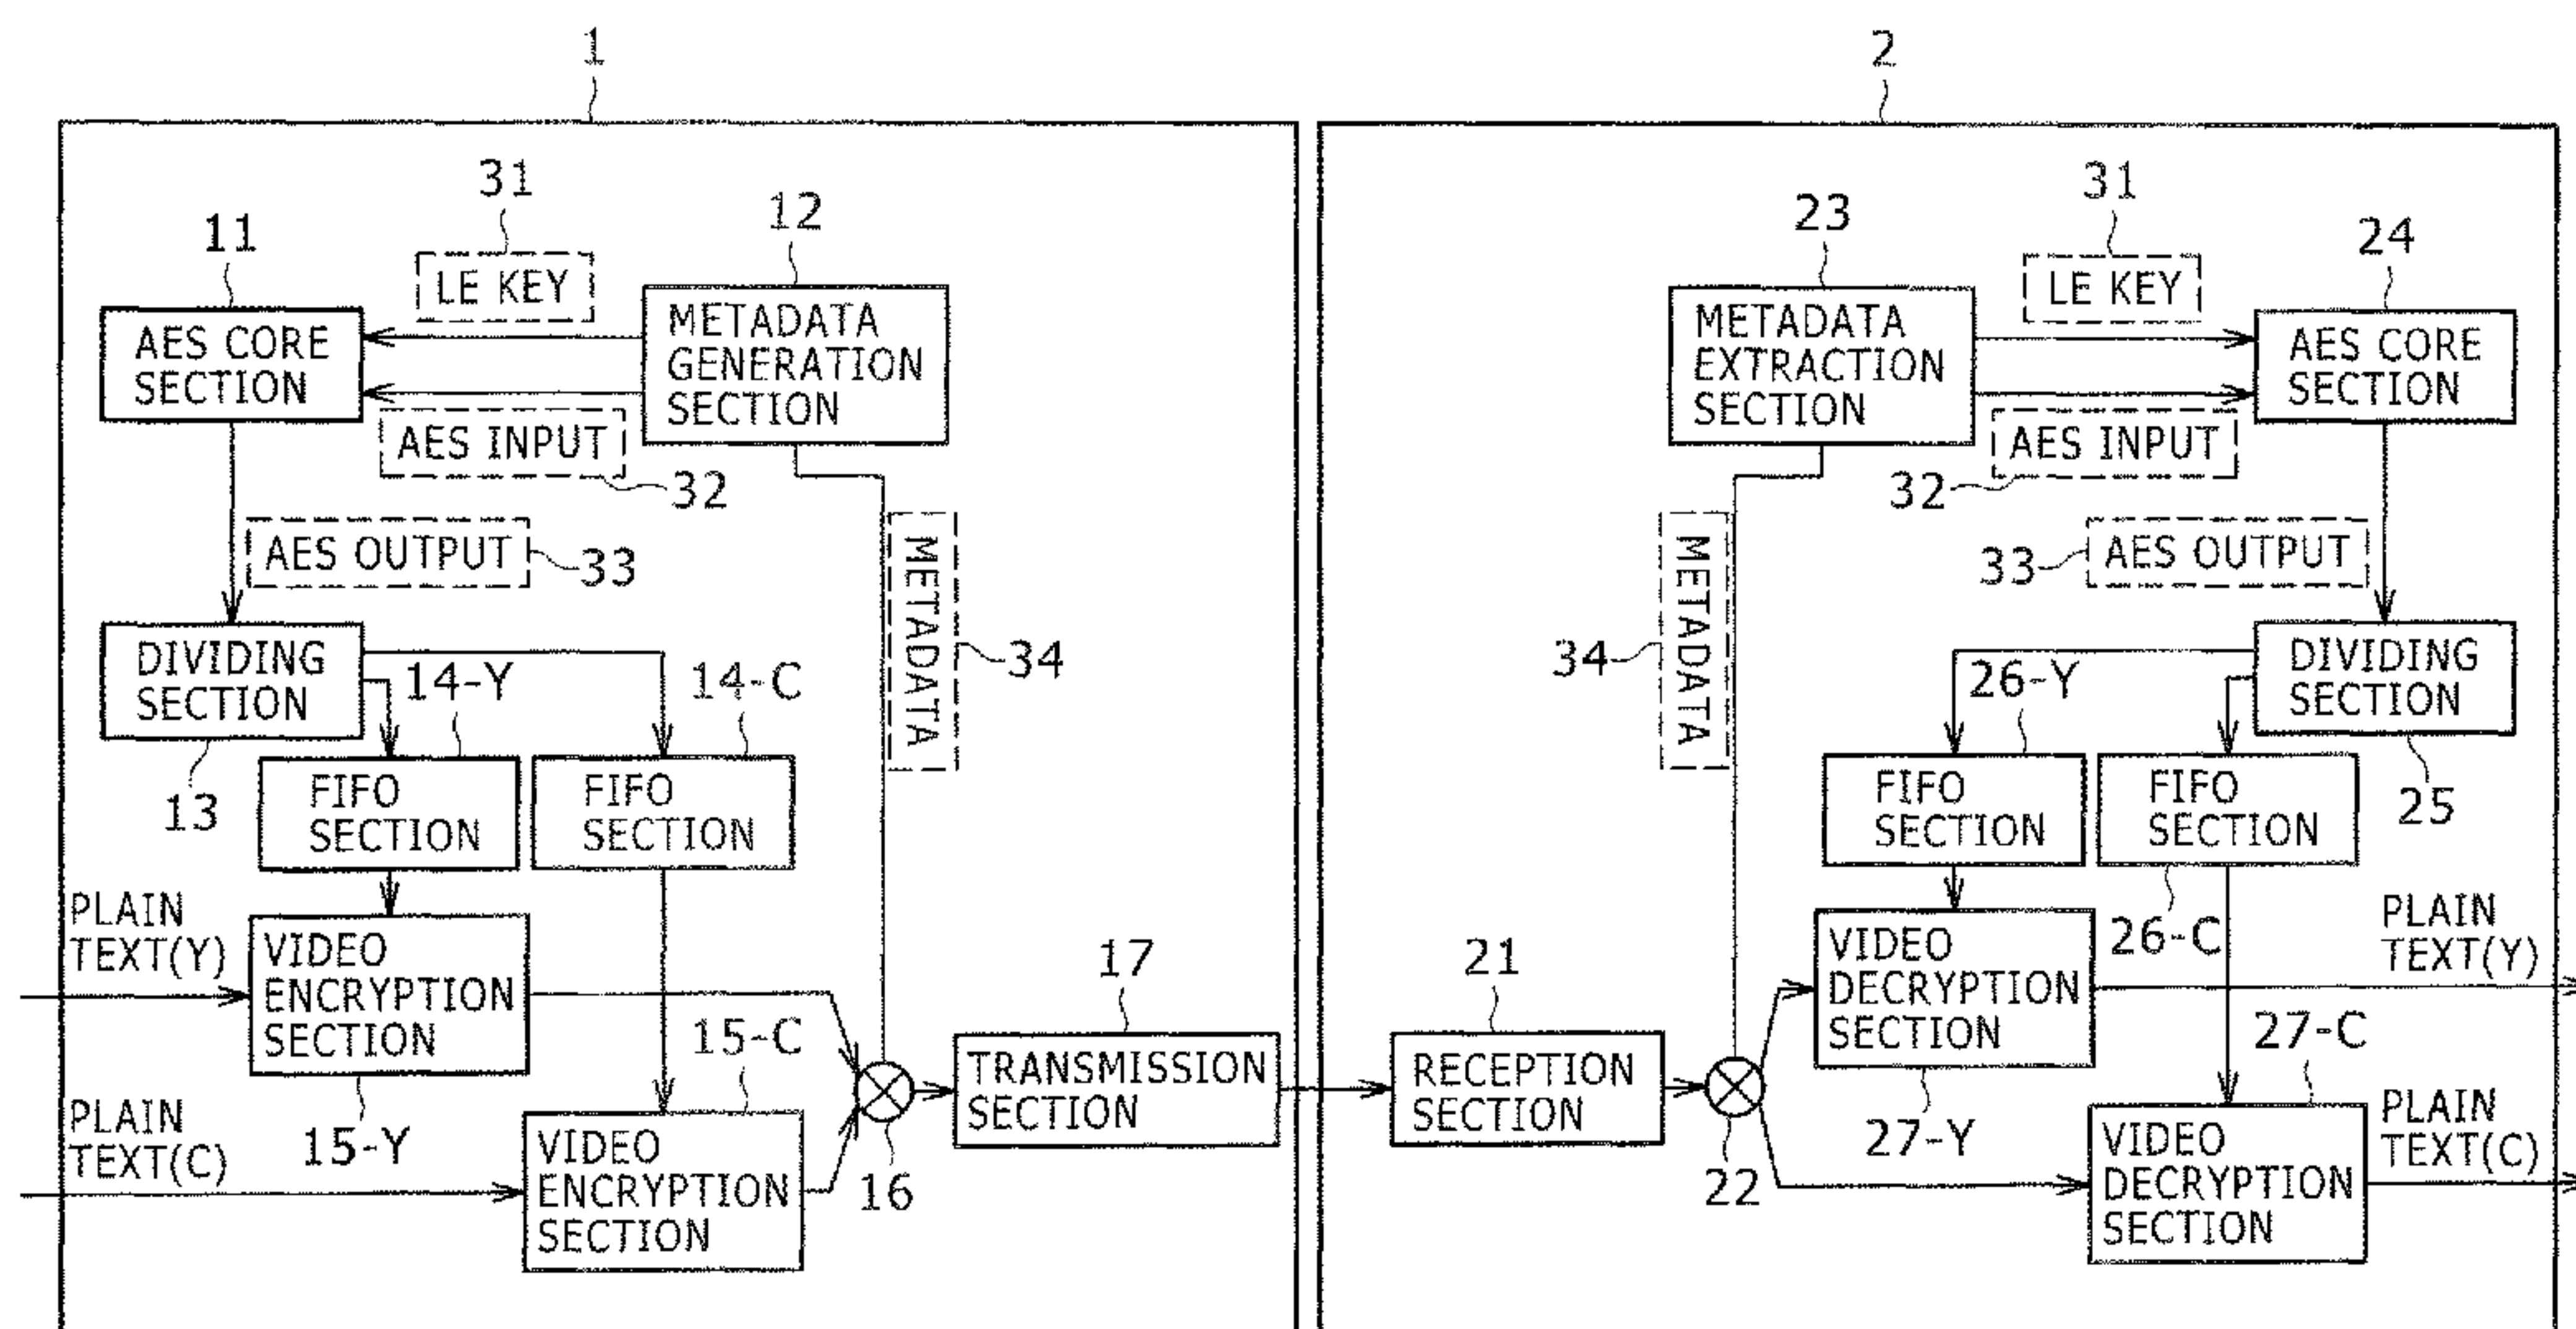 1
2
31
LE KEY
11
12
AES CORE
SECTION
METADATA
GENERATION
SECTION
AES INPUT
32
AES OUTPUT
33
METADATA
34
DIVIDING
SECTION
13
14-Y
14-C
FIFO
SECTION
FIFO
SECTION
PLAIN
TEXT(Y)
VIDEO
ENCRYPTION
SECTION
15-Y
15-C
PLAIN
TEXT(C)
VIDEO
ENCRYPTION
SECTION
16
17
TRANSMISSION
SECTION
31
LE KEY
23
24
METADATA
EXTRACTION
SECTION
AES CORE
SECTION
AES INPUT
32
33
AES OUTPUT
34
METADATA
DIVIDING
SECTION
25
26-Y
FIFO
SECTION
FIFO
SECTION
26-C
21
RECEPTION
SECTION
22
VIDEO
DECRYPTION
SECTION
27-Y
PLAIN
TEXT(Y)
27-C
VIDEO
DECRYPTION
SECTION
PLAIN
TEXT(C)